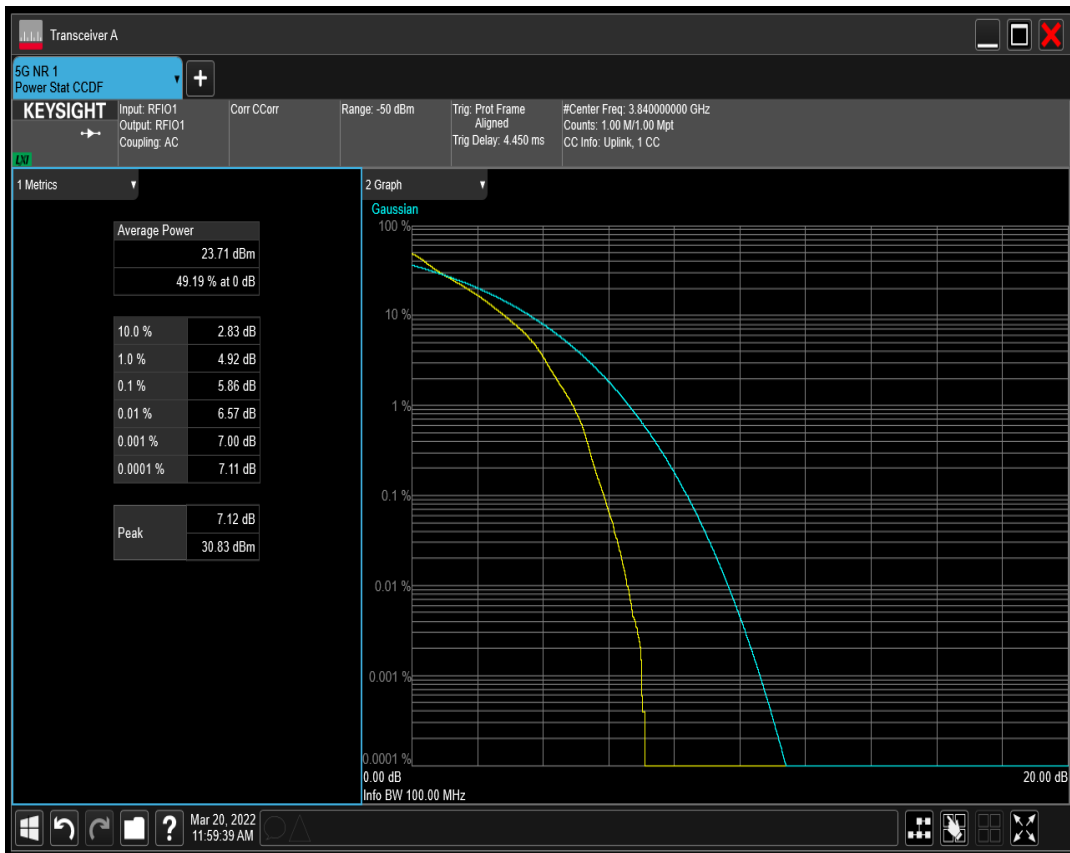 Transceiver A
5G NR 1
Power Stat CCDF
+
KEYSIGHT
LXI
Input: RFIO1
Output: RFIO1
Coupling: AC
Corr CCorr
Range: -50 dBm
Trig: Prot Frame
Aligned
Trig Delay: 4.450 ms
#Center Freq: 3.840000000 GHz
Counts: 1.00 M/1.00 Mpt
CC Info: Uplink, 1 CC
1 Metrics
Average Power
23.71 dBm
49.19 % at 0 dB
10.0 % 2.83 dB
1.0 % 4.92 dB
0.1 % 5.86 dB
0.01 % 6.57 dB
0.001 % 7.00 dB
0.0001 % 7.11 dB
Peak
7.12 dB
30.83 dBm
2 Graph
Gaussian
100 %
10 %
1 %
0.1 %
0.01 %
0.001 %
0.0001 %
0.00 dB 20.00 dB
Info BW 100.00 MHz
?
Mar 20, 2022
11:59:39 AM